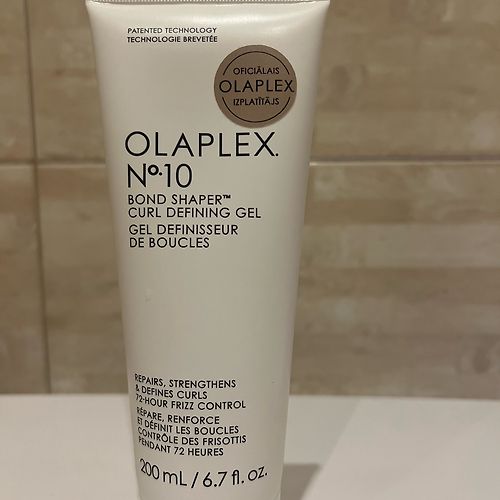 PATENTED TECHNOLOGY
TECHNOLOGIE BREVETÉE
OFICIĀLAIS
OLAPLEX.
IZPLATĪTĀJS
OLAPLEX.
Nº.10
BOND SHAPER™
CURL DEFINING GEL
GEL DEFINISSEUR
DE BOUCLES
REPAIRS, STRENGTHENS
& DEFINES CURLS
72-HOUR FRIZZ CONTROL
RÉPARE, RENFORCE
ET DÉFINIT LES BOUCLES
CONTRÔLE DES FRISOTTIS
PENDANT 72 HEURES
200 mL / 6.7 fl. oz.